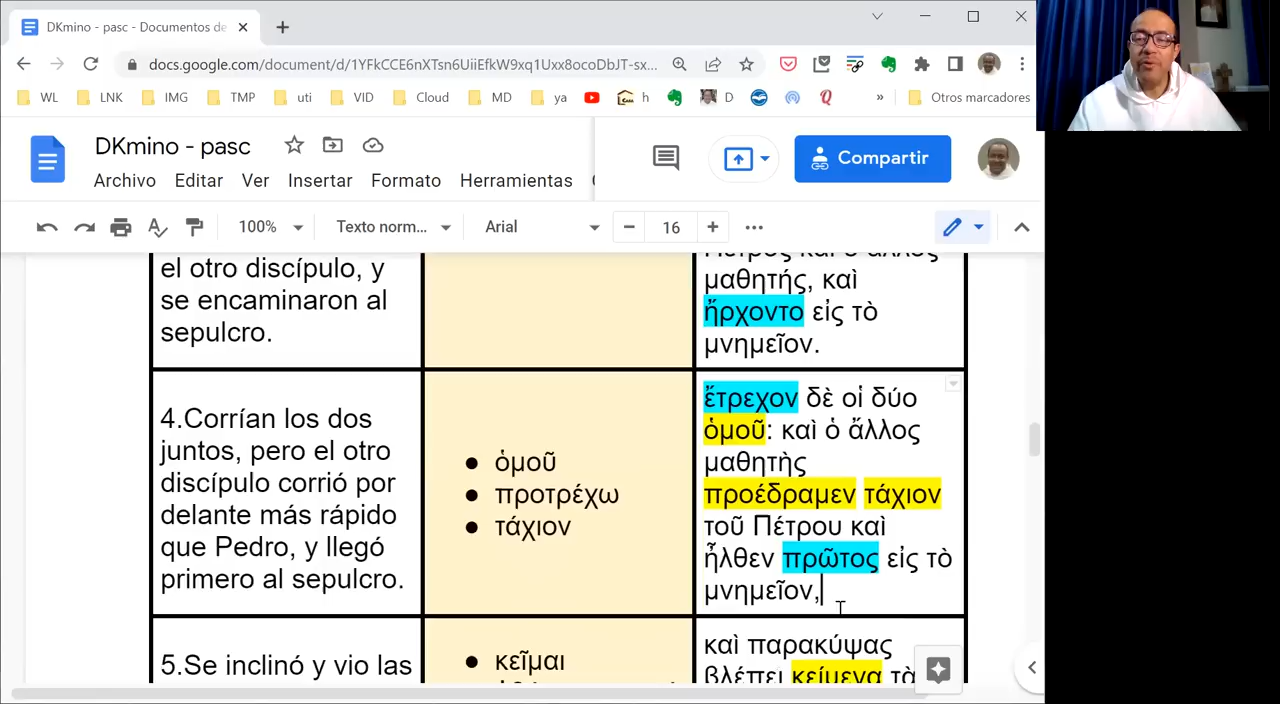 DKmino - pasc - Documentos de
docs.google.com/document/d/1YFkCCE6nXTsn6UiiEfkW9xq1Uxx8ocoDbJT-sx...
WL LNK IMG TMP uti VID Cloud MD ya h D » Otros marcadores
DKmino - pasc
Compartir
Archivo Editar Ver Insertar Formato Herramientas
100% Texto norm... Arial 16
el otro discípulo, y
se encaminaron al
sepulcro.
Πέτρος καὶ ὁ ἄλλος
μαθητής, καὶ
ἤρχοντο εἰς τὸ
μνημεῖον.
4.Corrían los dos
juntos, pero el otro
discípulo corrió por
delante más rápido
que Pedro, y llegó
primero al sepulcro.
● ὁμοῦ
● προτρέχω
● τάχιον
ἔτρεχον δὲ οἱ δύο
ὁμοῦ: καὶ ὁ ἄλλος
μαθητὴς
προέδραμεν τάχιον
τοῦ Πέτρου καὶ
ἦλθεν πρῶτος εἰς τὸ
μνημεῖον,
5.Se inclinó y vio las
● κεῖμαι
καὶ παρακύψας
βλέπει κείμενα τὰ